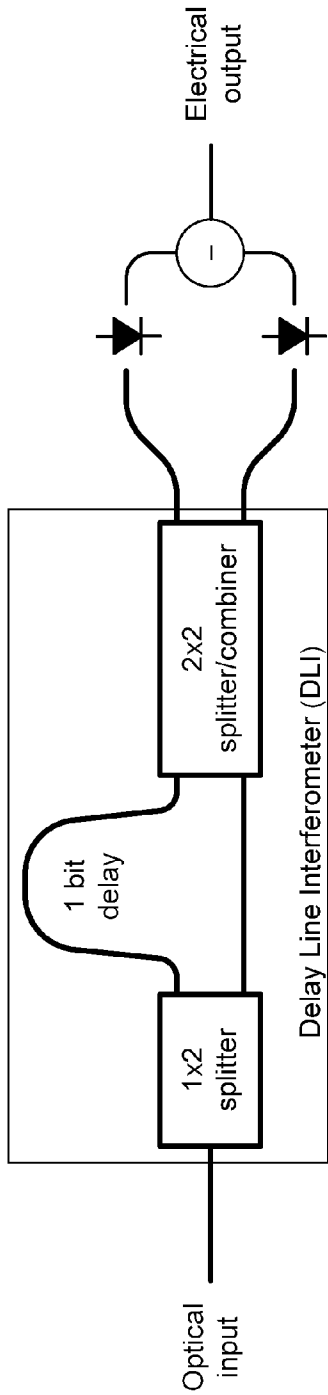 Optical
input
1x2
splitter
1 bit
delay
2x2
splitter/combiner
Delay Line Interferometer (DLI)
−
Electrical
output